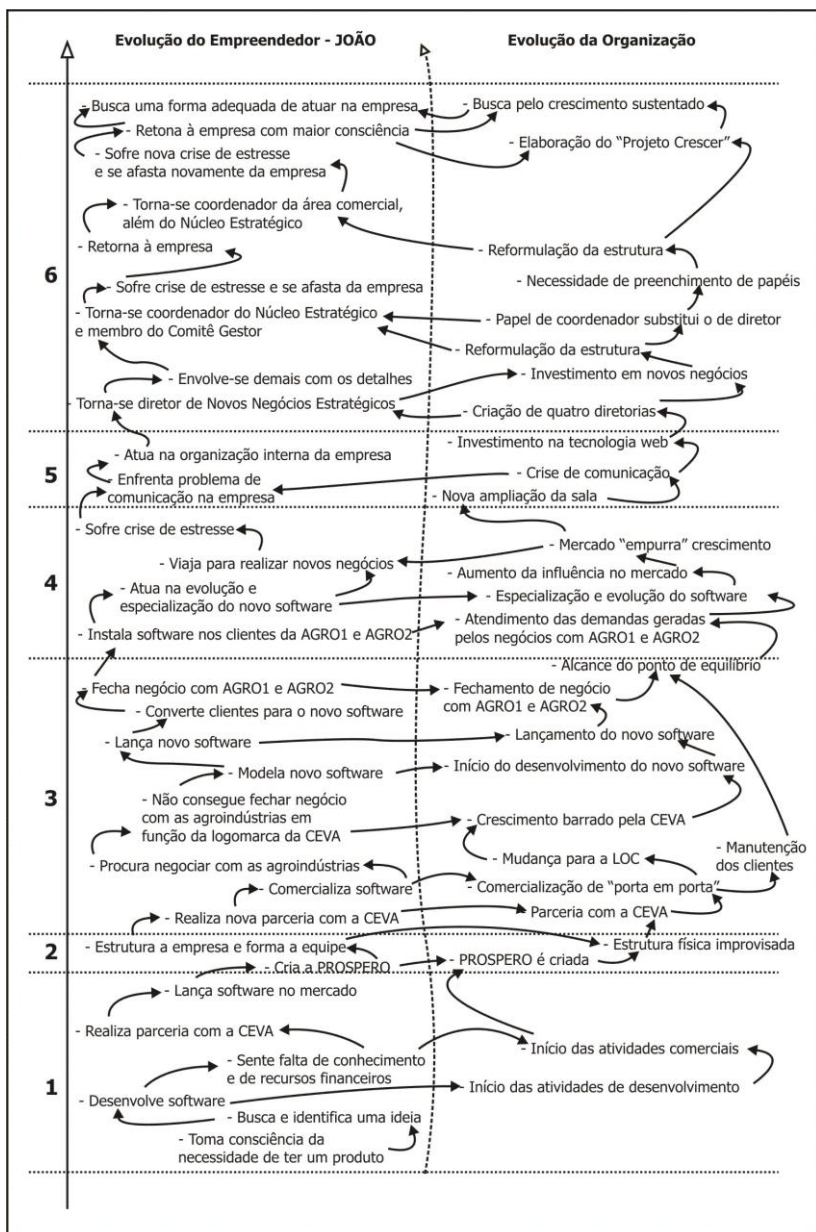 Evolução do Empreendedor - JOÃO
Evolução da Organização
6
- Busca uma forma adequada de atuar na empresa
- Retona à empresa com maior consciência
- Sofre nova crise de estresse
e se afasta novamente da empresa
- Torna-se coordenador da área comercial,
além do Núcleo Estratégico
- Retorna à empresa
- Sofre crise de estresse e se afasta da empresa
- Torna-se coordenador do Núcleo Estratégico
e membro do Comitê Gestor
- Envolve-se demais com os detalhes
- Torna-se diretor de Novos Negócios Estratégicos
- Busca pelo crescimento sustentado
- Elaboração do “Projeto Crescer”
- Reformulação da estrutura
- Necessidade de preenchimento de papéis
- Papel de coordenador substitui o de diretor
- Reformulação da estrutura
- Investimento em novos negócios
- Criação de quatro diretorias
5
- Atua na organização interna da empresa
- Enfrenta problema de
comunicação na empresa
- Investimento na tecnologia web
- Crise de comunicação
- Nova ampliação da sala
4
- Sofre crise de estresse
- Viaja para realizar novos negócios
- Atua na evolução e
especialização do novo software
- Instala software nos clientes da AGRO1 e AGRO2
- Mercado “empurra” crescimento
- Aumento da influência no mercado
- Especialização e evolução do software
- Atendimento das demandas geradas
pelos negócios com AGRO1 e AGRO2
3
- Fecha negócio com AGRO1 e AGRO2
- Converte clientes para o novo software
- Lança novo software
- Modela novo software
- Não consegue fechar negócio
com as agroindústrias em
função da logomarca da CEVA
- Procura negociar com as agroindústrias
- Comercializa software
- Realiza nova parceria com a CEVA
- Alcance do ponto de equilíbrio
- Fechamento de negócio
com AGRO1 e AGRO2
- Lançamento do novo software
- Início do desenvolvimento do novo software
- Crescimento barrado pela CEVA
- Manutenção
dos clientes
- Mudança para a LOC
- Comercialização de “porta em porta”
- Parceria com a CEVA
2
- Estrutura a empresa e forma a equipe
- Cria a PROSPERO
- Estrutura física improvisada
- PROSPERO é criada
1
- Lança software no mercado
- Realiza parceria com a CEVA
- Sente falta de conhecimento
e de recursos financeiros
- Desenvolve software
- Busca e identifica uma ideia
- Toma consciência da
necessidade de ter um produto
- Início das atividades comerciais
- Início das atividades de desenvolvimento